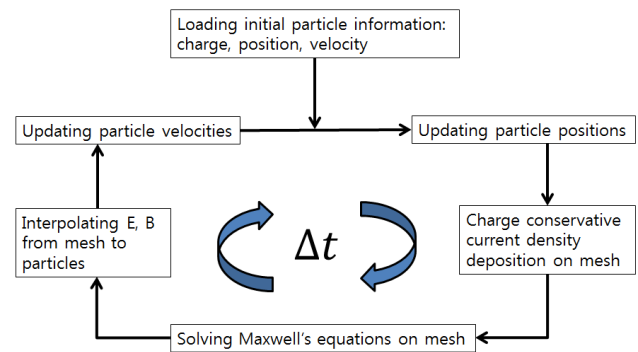 Loading initial particle information:
charge, position, velocity
Updating particle velocities
Updating particle positions
Interpolating E, B
from mesh to
particles
Δt
Charge conservative
current density
deposition on mesh
Solving Maxwell's equations on mesh